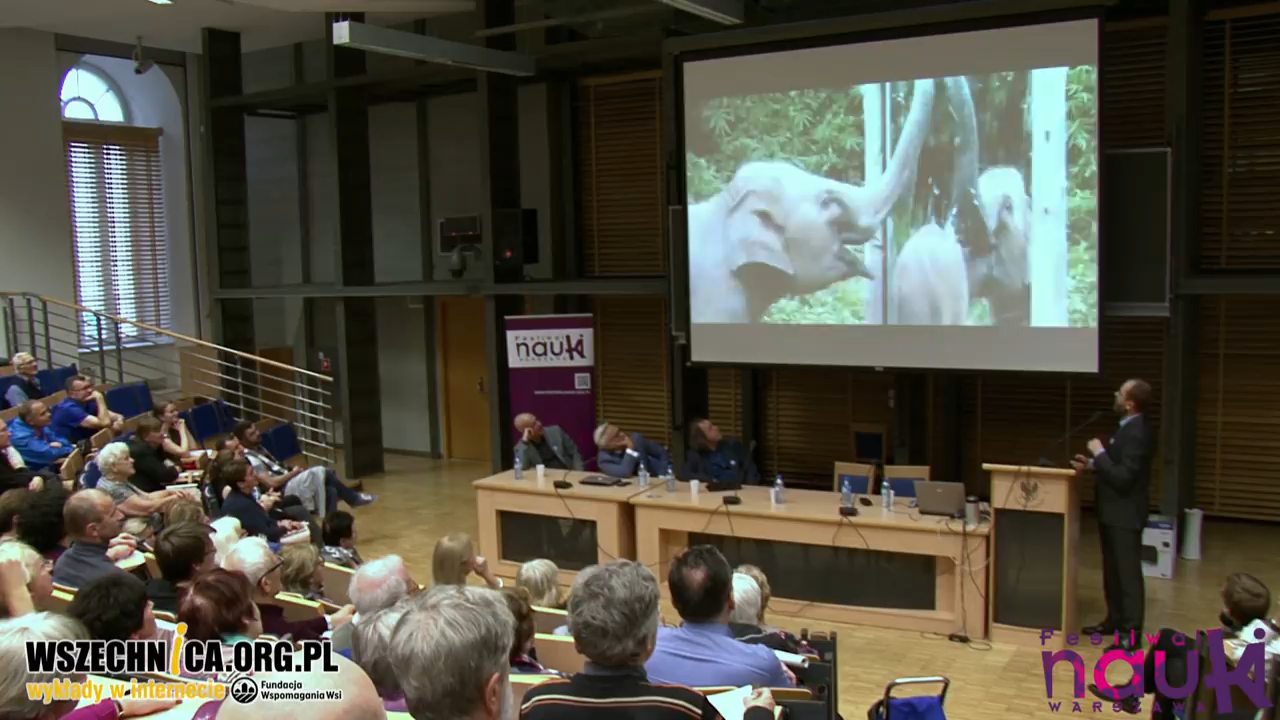 Festiwal
nauki
WARSZAWA
WSZECHNICA.ORG.PL
wykłady w internecie
Fundacja
Wspomagania Wsi
Festiwal
nauki
WARSZAWA